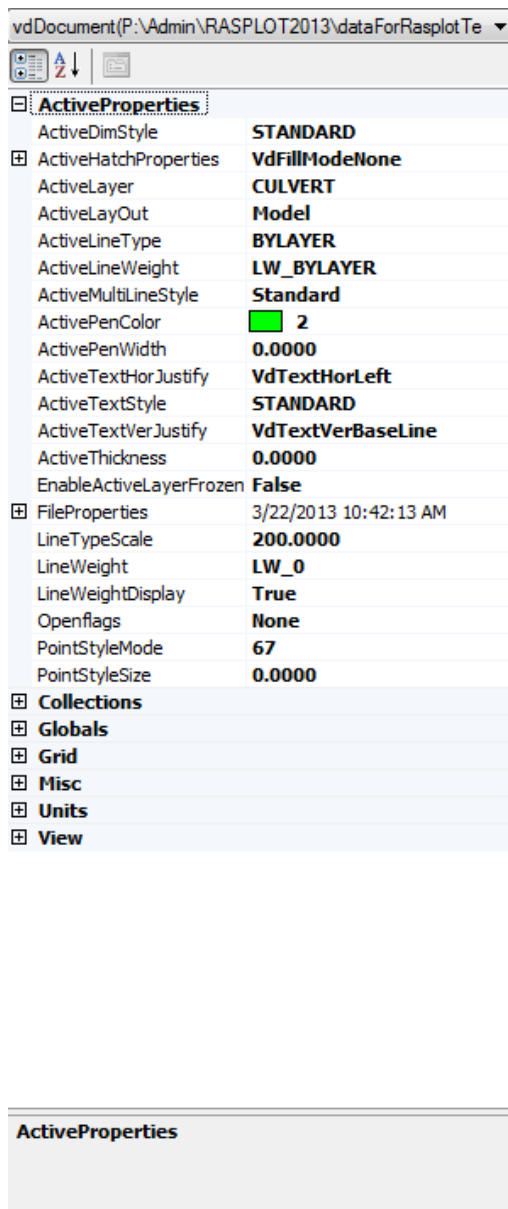 vdDocument(P:\Admin\RASPLOT2013\dataForRasplotTe
A Z
ActiveProperties
ActiveDimStyle STANDARD
ActiveHatchProperties VdFillModeNone
ActiveLayer CULVERT
ActiveLayOut Model
ActiveLineType BYLAYER
ActiveLineWeight LW_BYLAYER
ActiveMultiLineStyle Standard
ActivePenColor 2
ActivePenWidth 0.0000
ActiveTextHorJustify VdTextHorLeft
ActiveTextStyle STANDARD
ActiveTextVerJustify VdTextVerBaseLine
ActiveThickness 0.0000
EnableActiveLayerFrozen False
FileProperties 3/22/2013 10:42:13 AM
LineTypeScale 200.0000
LineWeight LW_0
LineWeightDisplay True
Openflags None
PointStyleMode 67
PointStyleSize 0.0000
Collections
Globals
Grid
Misc
Units
View
ActiveProperties